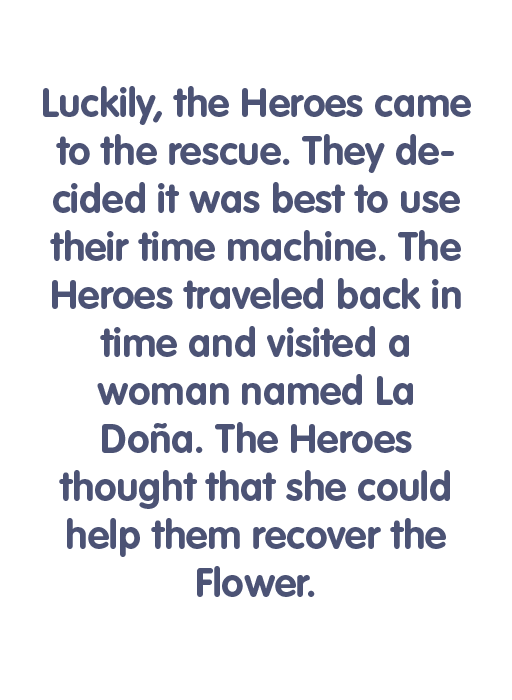 Luckily, the Heroes came
to the rescue. They de-
cided it was best to use
their time machine. The
Heroes traveled back in
time and visited a
woman named La
Doña. The Heroes
thought that she could
help them recover the
Flower.